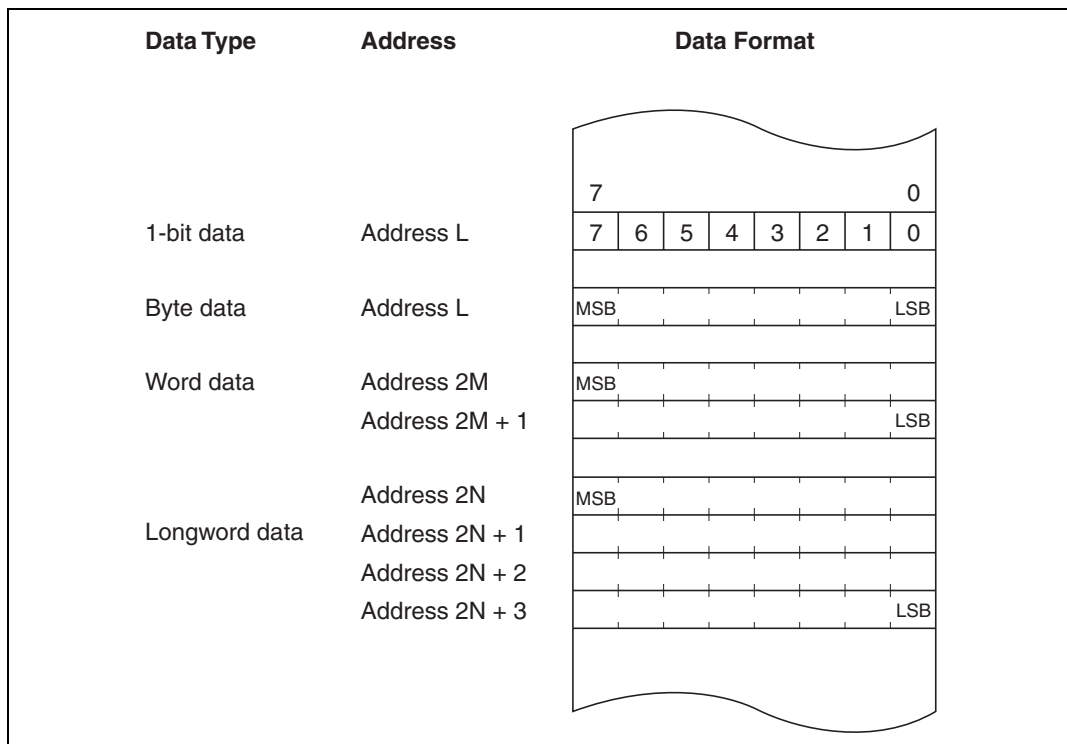 Data Type Address Data Format
7 0
1-bit data Address L 7 6 5 4 3 2 1 0
Byte data Address L MSB LSB
Word data Address 2M MSB
Address 2M + 1 LSB
Address 2N MSB
Longword data Address 2N + 1
Address 2N + 2
Address 2N + 3 LSB